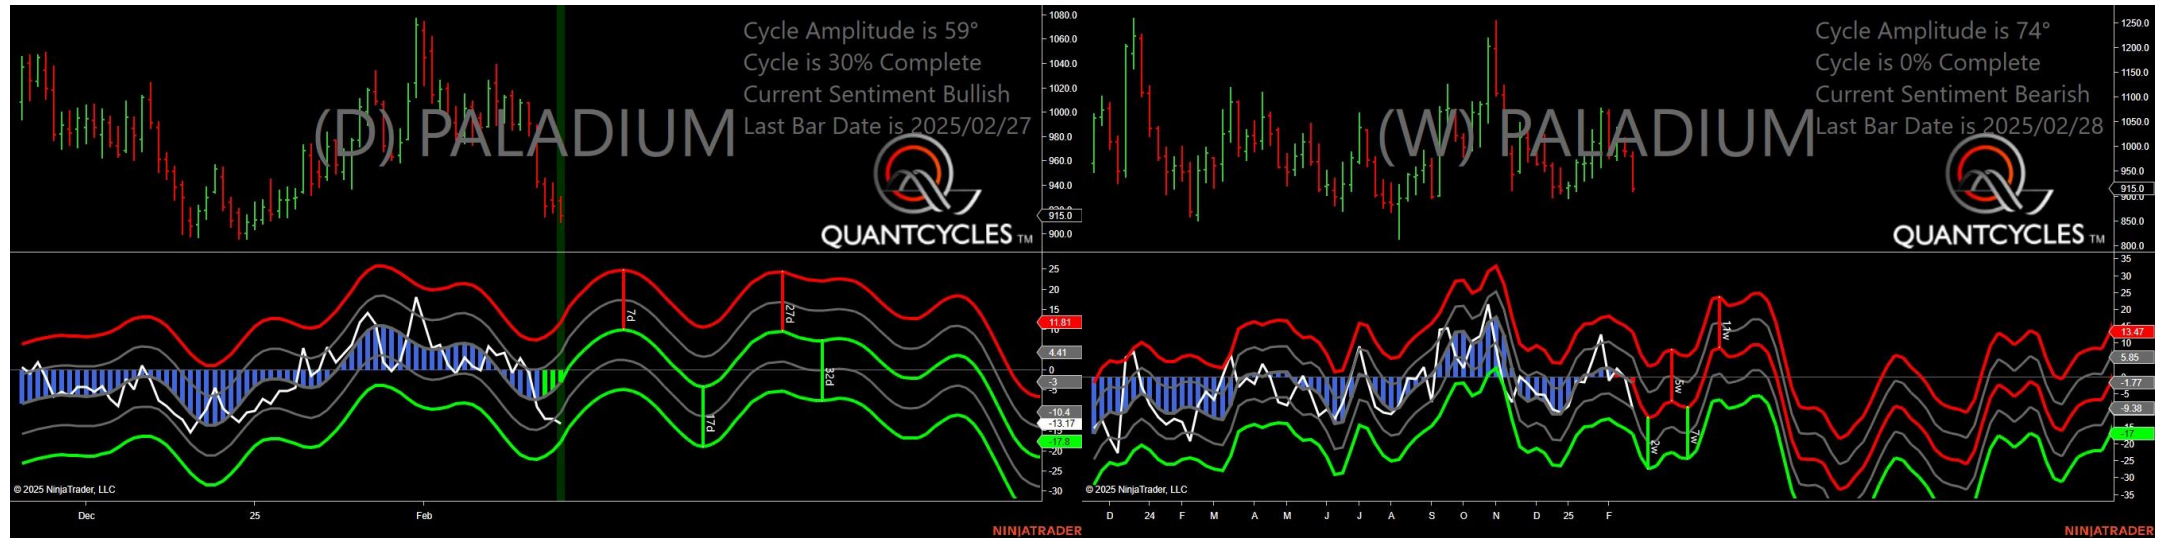 Cycle Amplitude is 59°
Cycle is 30% Complete
Current Sentiment Bullish
Last Bar Date is 2025/02/27
(D) PALADIUM
QUANTCYCLES TM
1080.0
1060.0
1040.0
1020.0
1000.0
980.0
960.0
940.0
915.0
900.0
7d
27d
17d
32d
25
20
15
11.81
10
4.41
0
-3
-5
-10.4
-13.17
-15
-17.8
-20
-25
-30
© 2025 NinjaTrader, LLC
Dec
25
Feb
NINJATRADER
Cycle Amplitude is 74°
Cycle is 0% Complete
Current Sentiment Bearish
Last Bar Date is 2025/02/28
(W) PALADIUM
QUANTCYCLES TM
1250.0
1200.0
1150.0
1100.0
1050.0
1000.0
950.0
915.0
900.0
850.0
800.0
11w
5w
2w
7w
35
30
25
20
13.47
10
5.85
-1.77
-5
-9.38
-17
-20
-25
-30
-35
© 2025 NinjaTrader, LLC
D
24
F
M
A
M
J
J
A
S
O
N
D
25
F
NINJATRADER